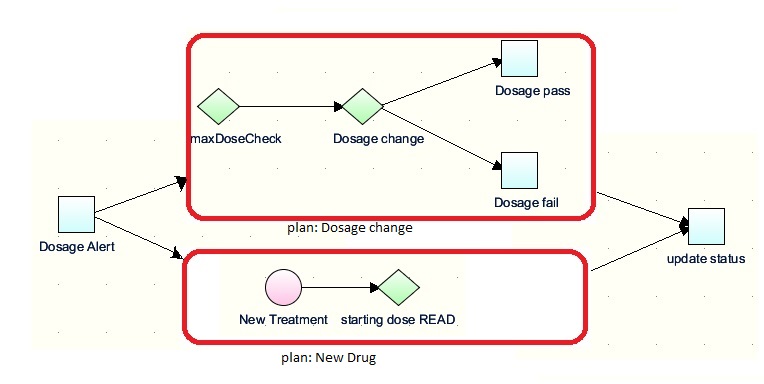 Dosage pass
maxDoseCheck
Dosage change
Dosage fail
plan: Dosage change
Dosage Alert
update status
New Treatment
starting dose READ
plan: New Drug